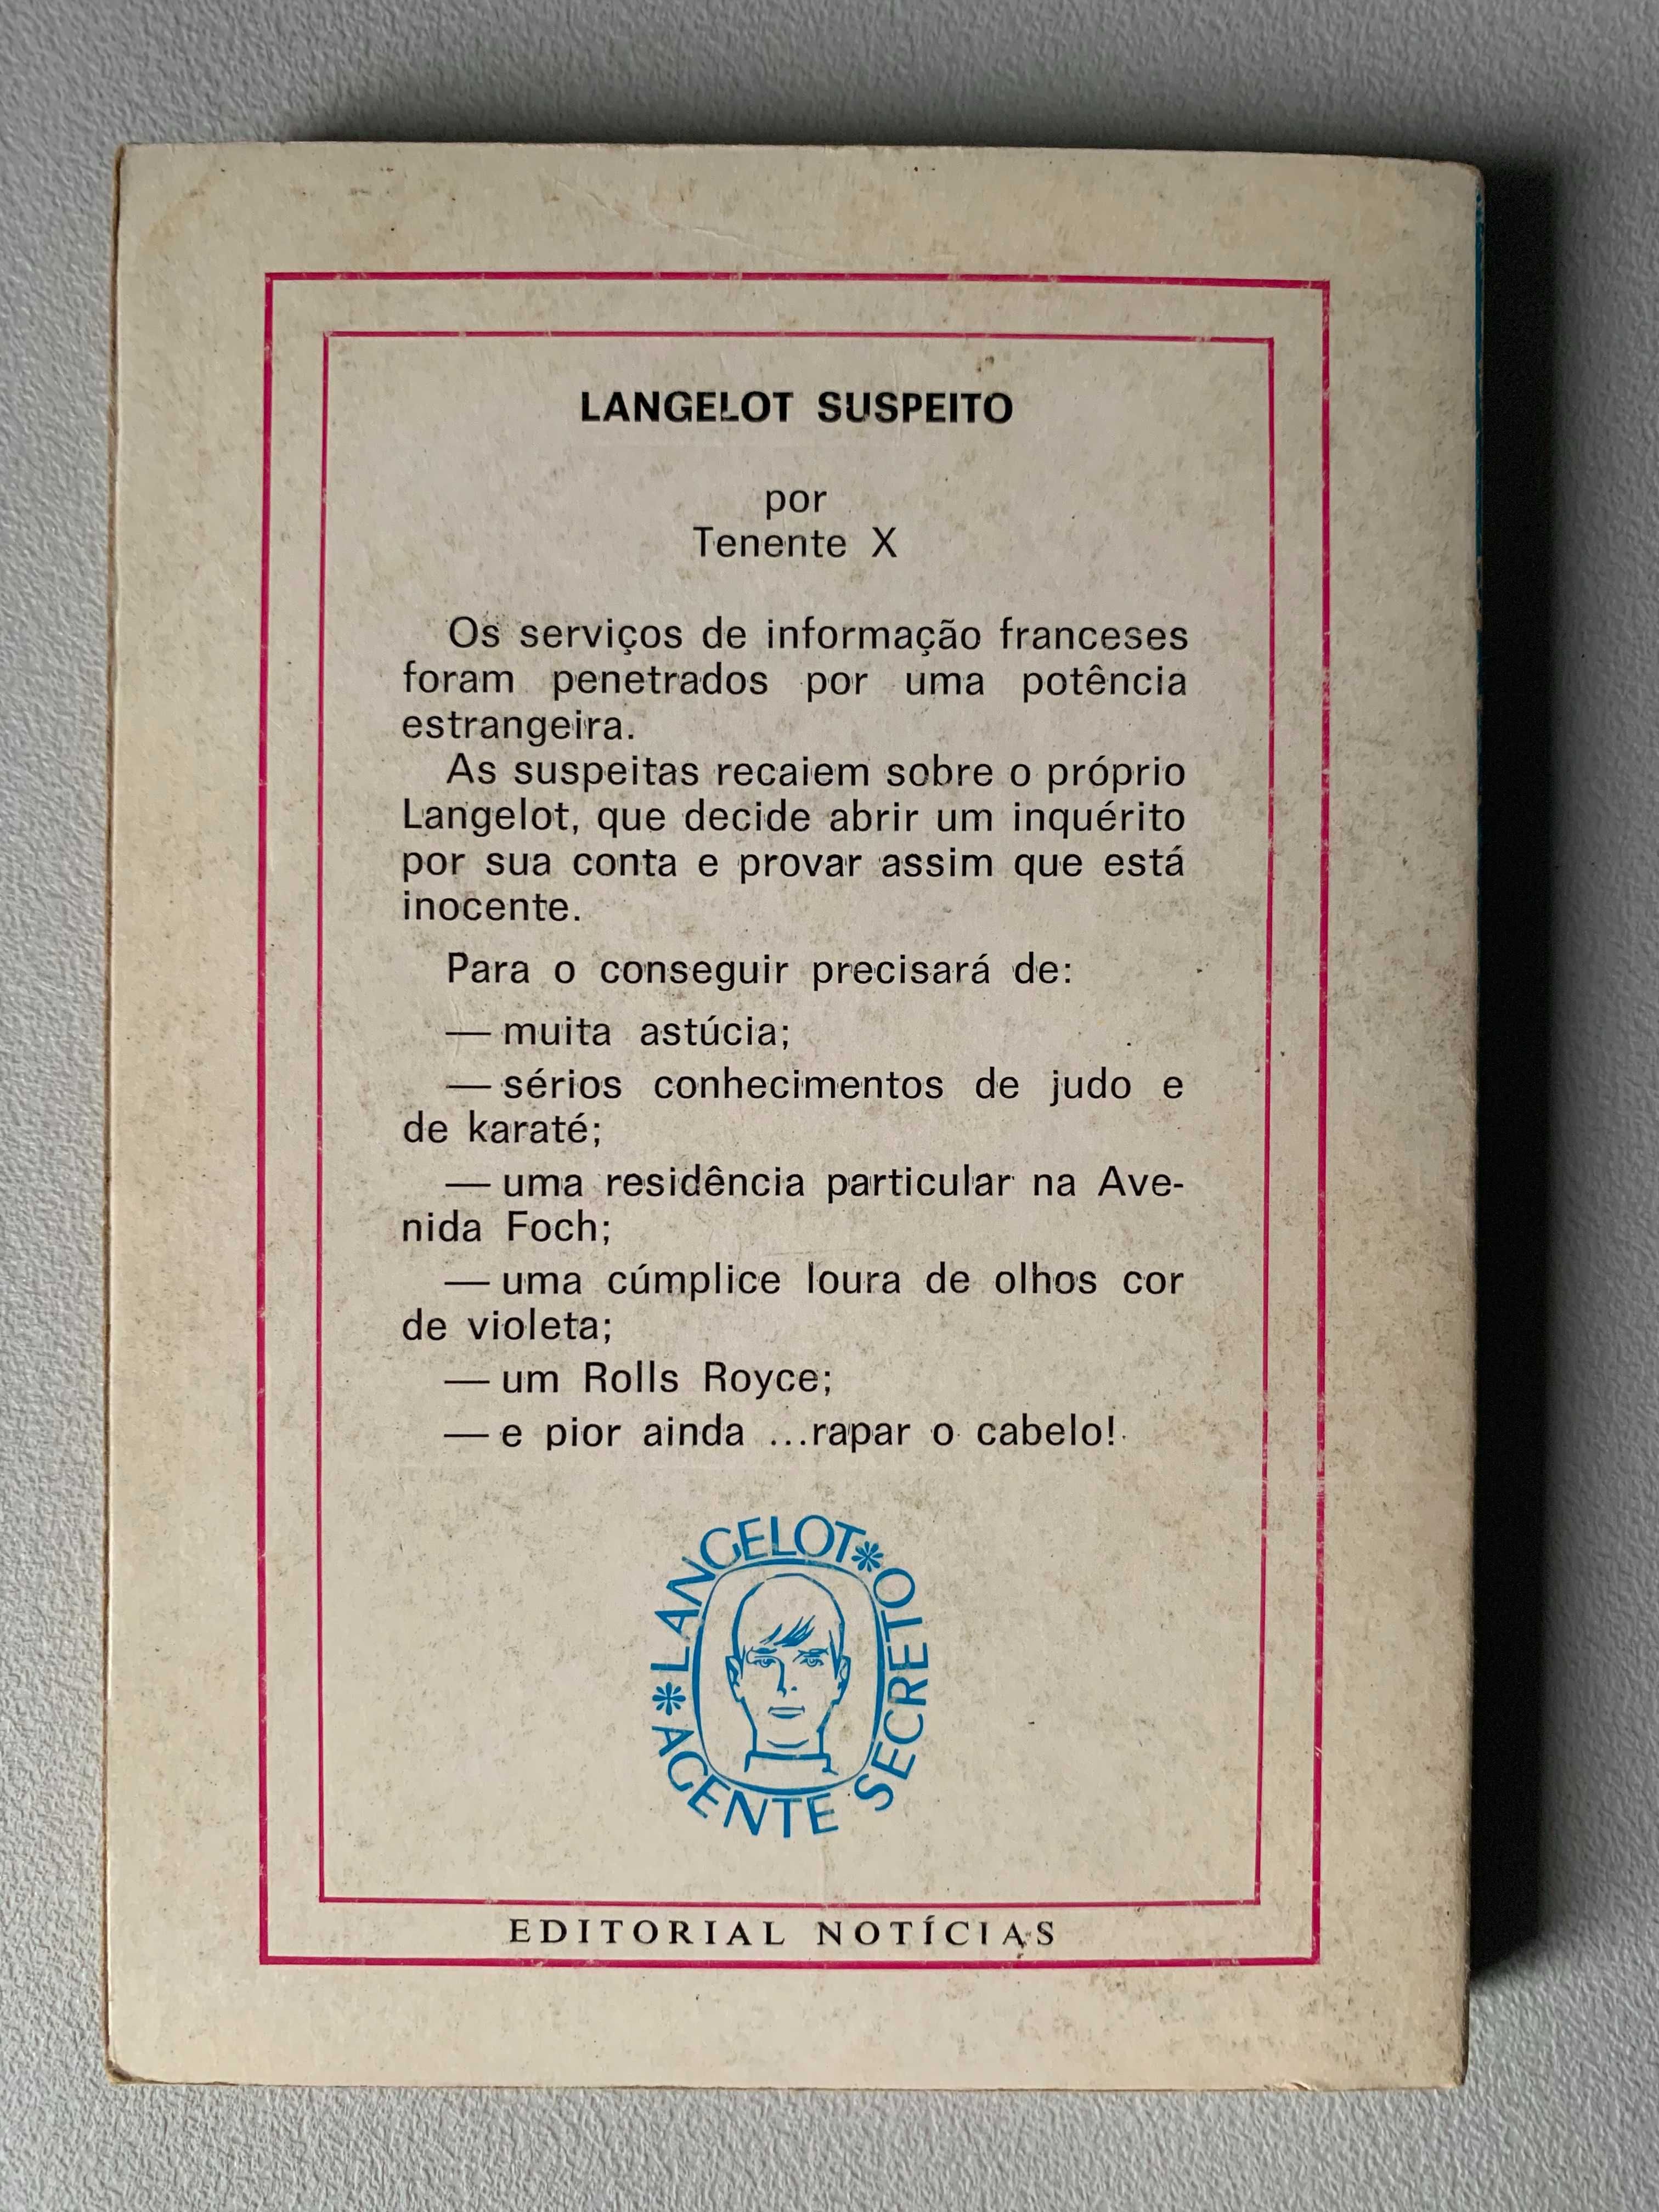 LANGELOT SUSPEITO
por
Tenente X
Os serviços de informação franceses
foram penetrados por uma potência
estrangeira.
As suspeitas recaiem sobre o próprio
Langelot, que decide abrir um inquérito
por sua conta e provar assim que está
inocente.
Para o conseguir precisará de:
— muita astúcia;
— sérios conhecimentos de judo e
de karaté;
— uma residência particular na Ave-
nida Foch;
— uma cúmplice loura de olhos cor
de violeta;
— um Rolls Royce;
— e pior ainda ...rapar o cabelo!
* LANGELOT *
AGENTE SECRETO
EDITORIAL NOTÍCIAS